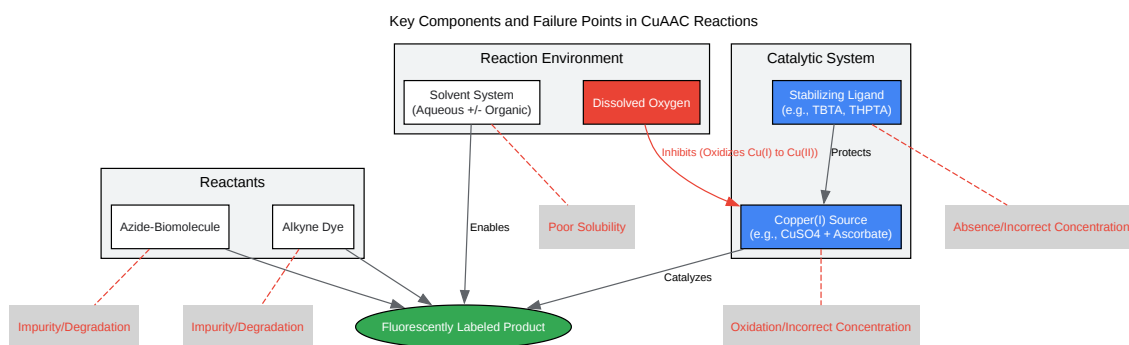 Key Components and Failure Points in CuAAC Reactions
Reaction Environment
Solvent System
(Aqueous +/- Organic)
Dissolved Oxygen
Catalytic System
Stabilizing Ligand
(e.g., TBTA, THPTA)
Inhibits (Oxidizes Cu(I) to Cu(II))
Protects
Reactants
Azide-Biomolecule
Alkyne Dye
Enables
Poor Solubility
Copper(I) Source
(e.g., CuSO4 + Ascorbate)
Absence/Incorrect Concentration
Catalyzes
Impurity/Degradation
Impurity/Degradation
Fluorescently Labeled Product
Oxidation/Incorrect Concentration